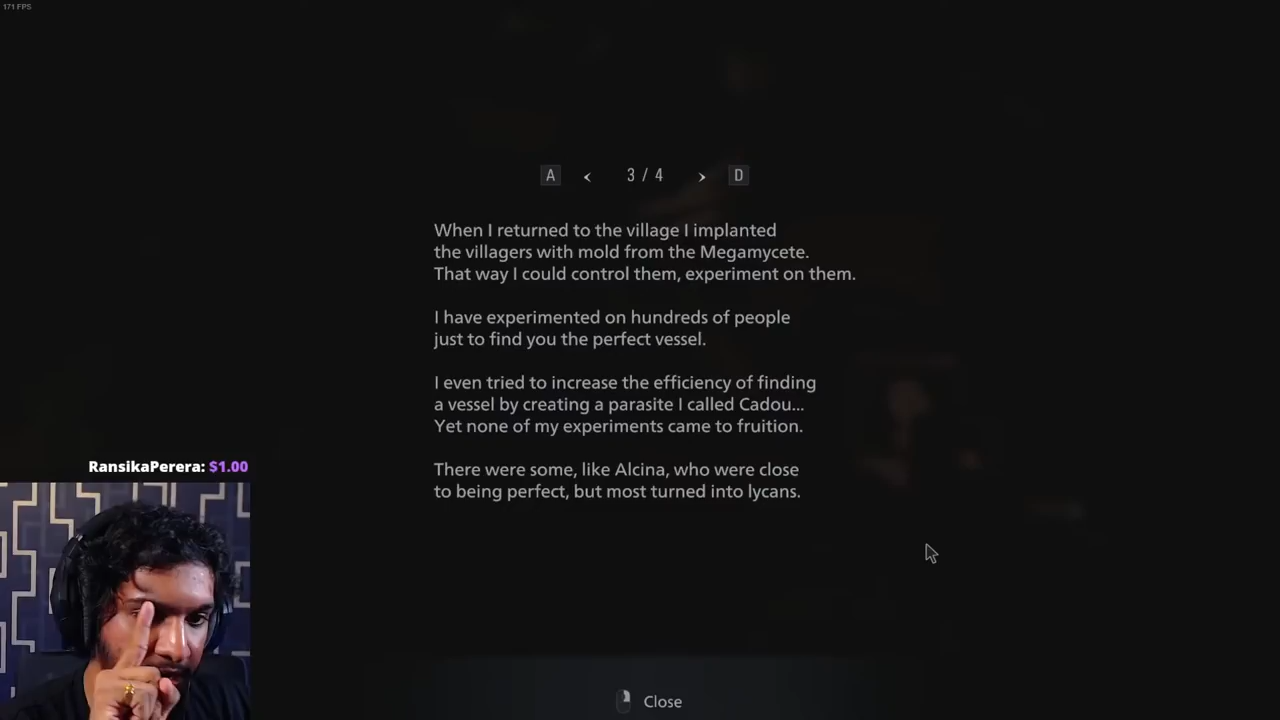 171 FPS
A < 3 / 4 > D
When I returned to the village I implanted
the villagers with mold from the Megamycete.
That way I could control them, experiment on them.
I have experimented on hundreds of people
just to find you the perfect vessel.
I even tried to increase the efficiency of finding
a vessel by creating a parasite I called Cadou...
Yet none of my experiments came to fruition.
There were some, like Alcina, who were close
to being perfect, but most turned into lycans.
RansikaPerera: $1.00
Close